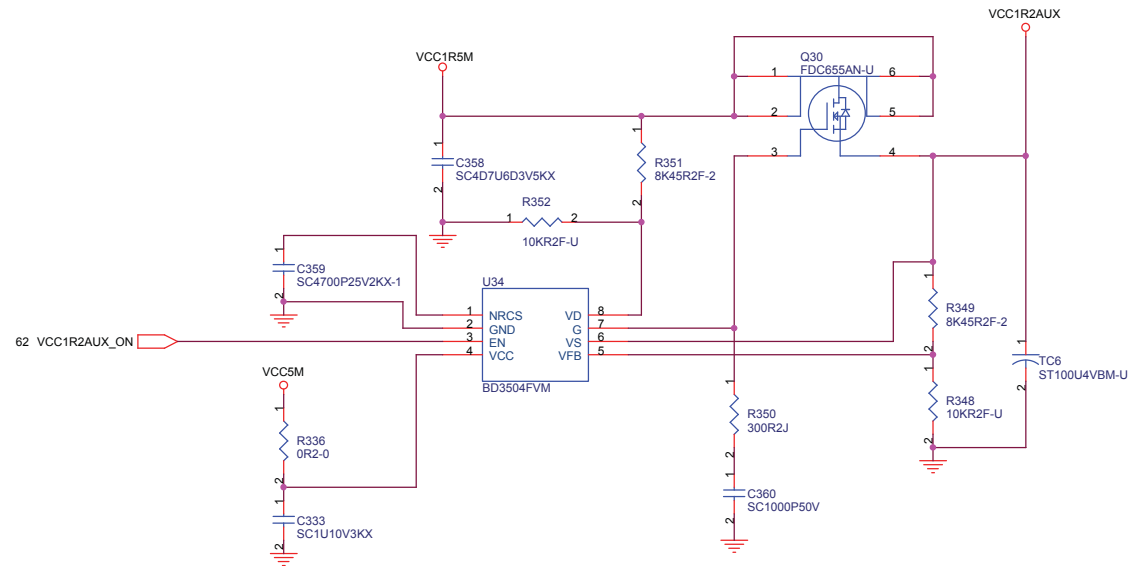 VCC1R2AUX
VCC1R5M
Q30
FDC655AN-U
1
6
2
5
3
4
1
C358
SC4D7U6D3V5KX
2
1
R351
8K45R2F-2
2
R352
1
2
10KR2F-U
1
C359
SC4700P25V2KX-1
2
U34
1
NRCS
VD
8
2
GND
G
7
3
EN
VS
6
4
VCC
VFB
5
BD3504FVM
62 VCC1R2AUX_ON
1
R349
8K45R2F-2
2
1
TC6
ST100U4VBM-U
2
1
R348
10KR2F-U
2
VCC5M
1
R336
0R2-0
2
1
C333
SC1U10V3KX
2
1
R350
300R2J
2
1
C360
SC1000P50V
2